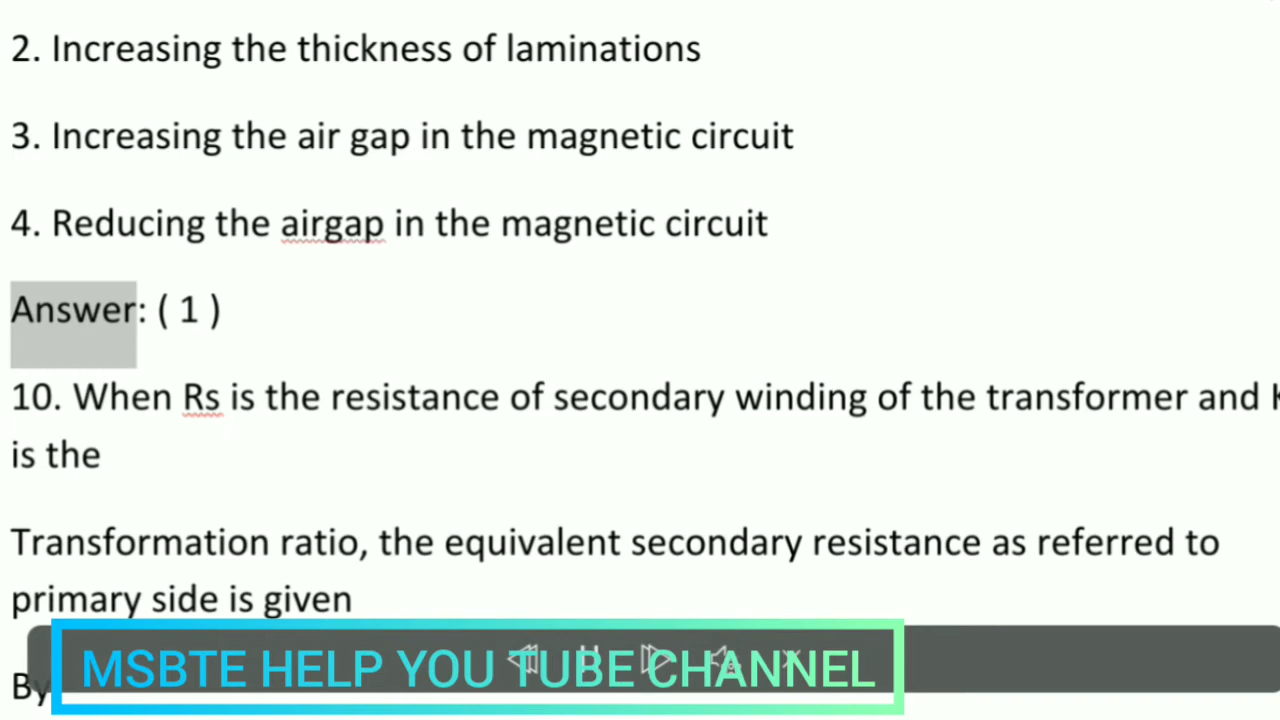 2. Increasing the thickness of laminations
3. Increasing the air gap in the magnetic circuit
4. Reducing the airgap in the magnetic circuit
Answer: ( 1 )
10. When Rs is the resistance of secondary winding of the transformer and
is the
Transformation ratio, the equivalent secondary resistance as referred to
primary side is given
By
MSBTE HELP YOU TUBE CHANNEL